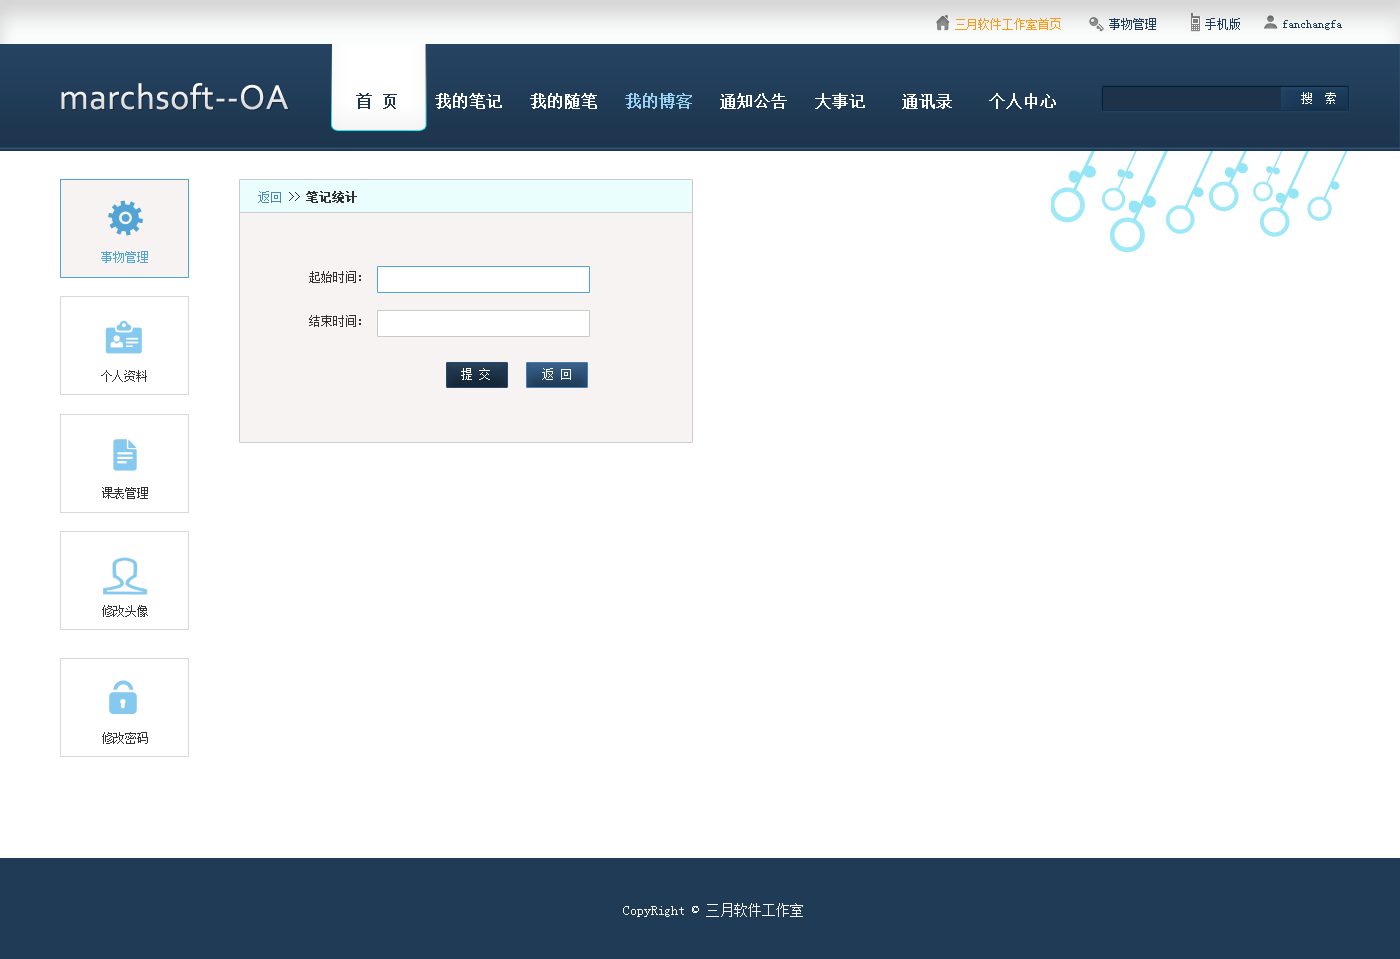 三月软件工作室首页 事物管理 手机版 fanchangfa
marchsoft--OA 首 页 我的笔记 我的随笔 我的博客 通知公告 大事记 通讯录 个人中心 搜 索
返回 >> 笔记统计
事物管理
起始时间：
结束时间：
提 交 返 回
个人资料
课表管理
修改头像
修改密码
CopyRight © 三月软件工作室